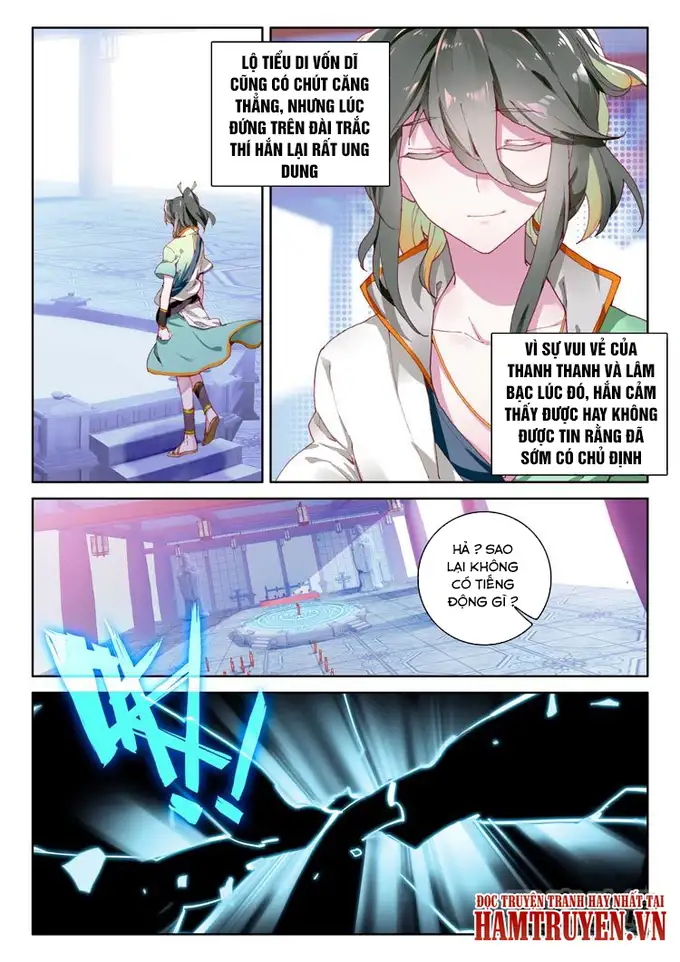 LỘ TIỂU DI VỐN DĨ
CŨNG CÓ CHÚT CĂNG
THẲNG, NHƯNG LÚC
ĐỨNG TRÊN ĐÀI TRẮC
THÍ HẮN LẠI RẤT UNG
DUNG
VÌ SỰ VUI VẺ CỦA
THANH THANH VÀ LÂM
BẠC LÚC ĐÓ, HẮN CẢM
THẤY ĐƯỢC HAY KHÔNG
ĐƯỢC TIN RẰNG ĐÃ
SỚM CÓ CHỦ ĐỊNH
HẢ ? SAO
LẠI KHÔNG
CÓ TIẾNG
ĐỘNG GÌ ?
ĐỌC TRUYỆN TRANH HAY NHẤT TẠI
HAMTRUYEN.VN